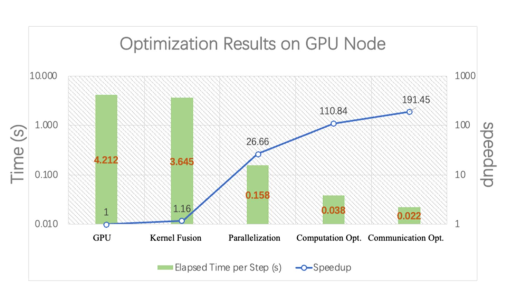 Optimization Results on GPU Node
10.000
1.000
0.100
0.010
Time (s)
1000
100
10
1
speedup
4.212
3.645
0.158
0.038
0.022
1
1.16
26.66
110.84
191.45
GPU
Kernel Fusion
Parallelization
Computation Opt.
Communication Opt.
Elapsed Time per Step (s)
Speedup